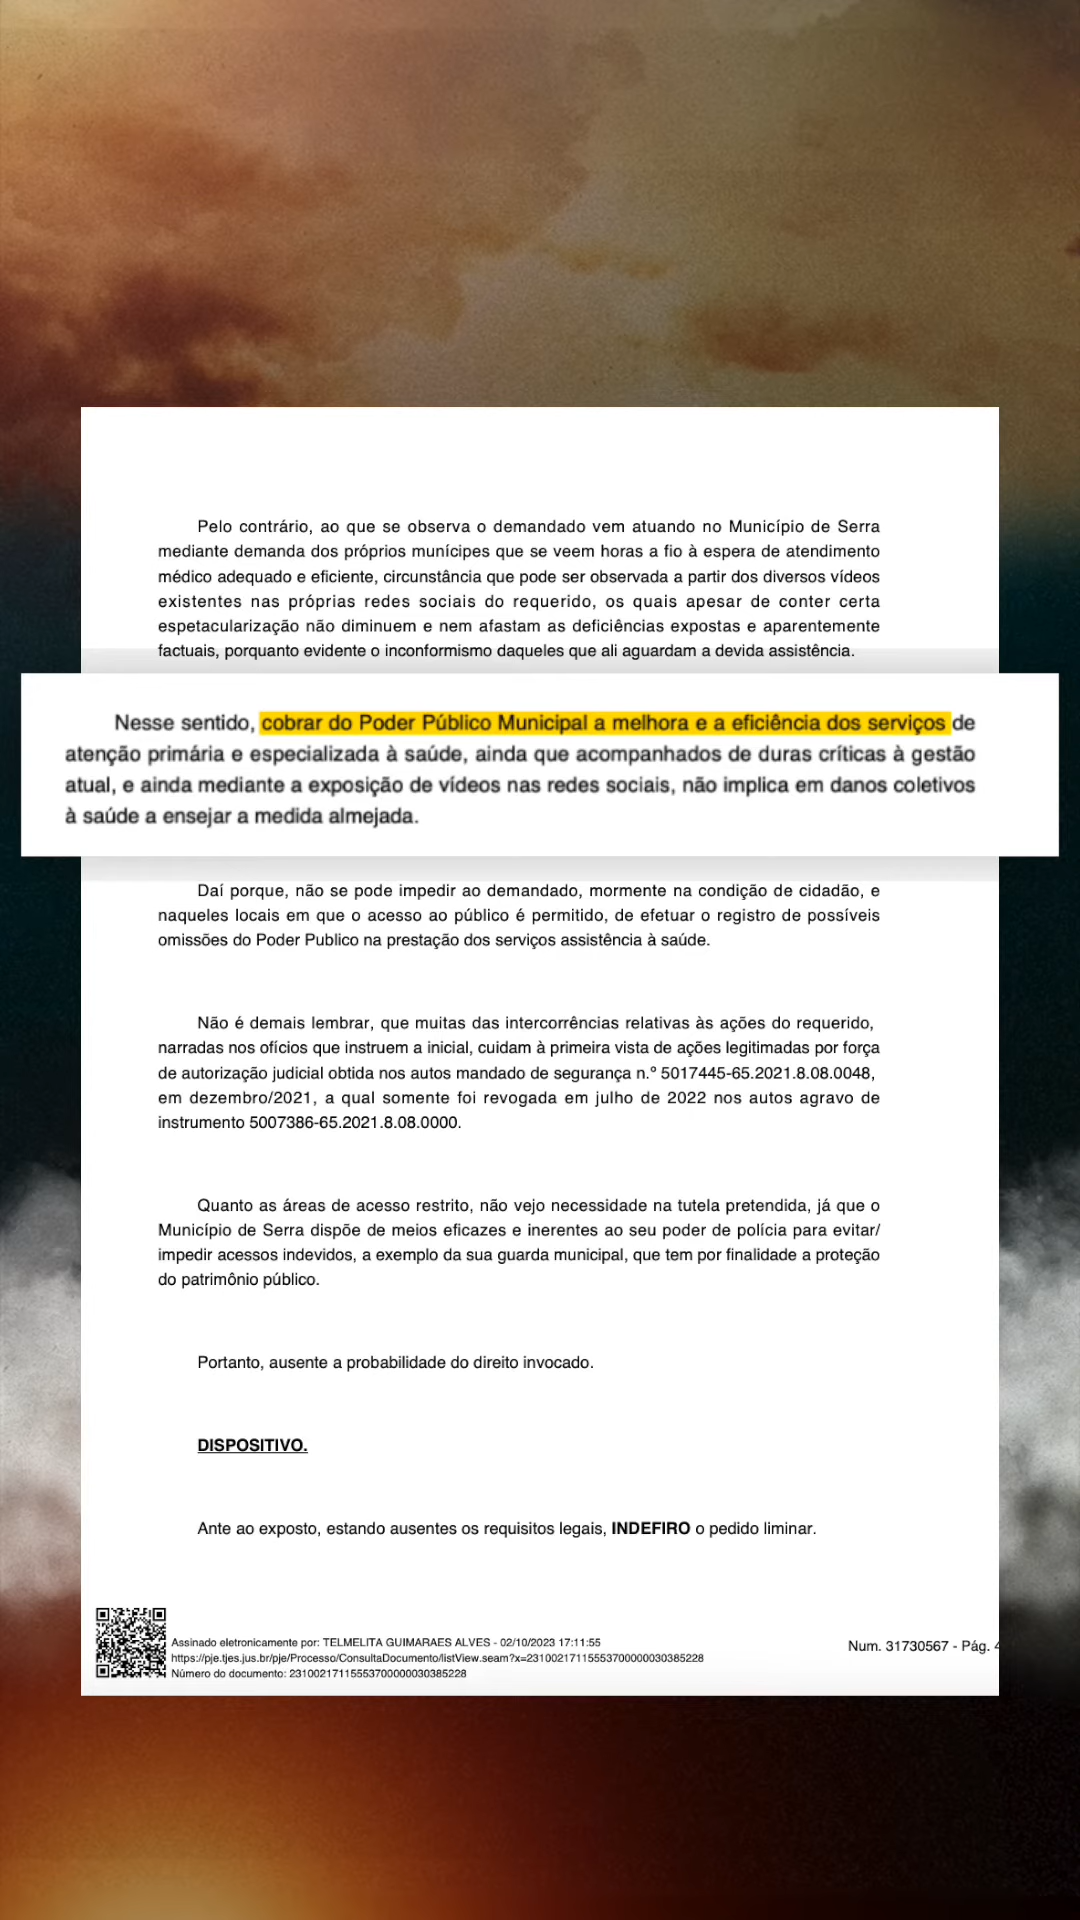 Pelo contrário, ao que se observa o demandado vem atuando no Município de Serra
mediante demanda dos próprios munícipes que se veem horas a fio à espera de atendimento
médico adequado e eficiente, circunstância que pode ser observada a partir dos diversos vídeos
existentes nas próprias redes sociais do requerido, os quais apesar de conter certa
espetacularização não diminuem e nem afastam as deficiências expostas e aparentemente
factuais, porquanto evidente o inconformismo daqueles que ali aguardam a devida assistência.
Nesse sentido, cobrar do Poder Público Municipal a melhora e a eficiência dos serviços de
atenção primária e especializada à saúde, ainda que acompanhados de duras críticas à gestão
atual, e ainda mediante a exposição de vídeos nas redes sociais, não implica em danos coletivos
à saúde a ensejar a medida almejada.
Daí porque, não se pode impedir ao demandado, mormente na condição de cidadão, e
naqueles locais em que o acesso ao público é permitido, de efetuar o registro de possíveis
omissões do Poder Publico na prestação dos serviços assistência à saúde.
Não é demais lembrar, que muitas das intercorrências relativas às ações do requerido,
narradas nos ofícios que instruem a inicial, cuidam à primeira vista de ações legitimadas por força
de autorização judicial obtida nos autos mandado de segurança n.º 5017445-65.2021.8.08.0048,
em dezembro/2021, a qual somente foi revogada em julho de 2022 nos autos agravo de
instrumento 5007386-65.2021.8.08.0000.
Quanto as áreas de acesso restrito, não vejo necessidade na tutela pretendida, já que o
Município de Serra dispõe de meios eficazes e inerentes ao seu poder de polícia para evitar/
impedir acessos indevidos, a exemplo da sua guarda municipal, que tem por finalidade a proteção
do patrimônio público.
Portanto, ausente a probabilidade do direito invocado.
DISPOSITIVO.
Ante ao exposto, estando ausentes os requisitos legais, INDEFIRO o pedido liminar.
Assinado eletronicamente por: TELMELITA GUIMARAES ALVES - 02/10/2023 17:11:55
https://pje.tjes.jus.br/pje/Processo/ConsultaDocumento/listView.seam?x=23100217115553700000030385228
Número do documento: 23100217115553700000030385228
Num. 31730567 - Pág. 4